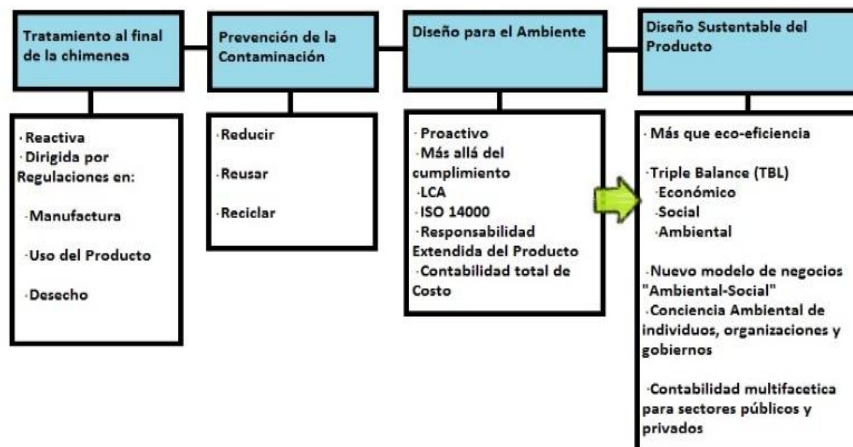 Tratamiento al final
de la chimenea
Prevención de la
Contaminación
Diseño para el Ambiente
Diseño Sustentable del
Producto
·Reactiva
·Dirigida por
Regulaciones en:
·Manufactura
·Uso del Producto
·Desecho
·Reducir
·Reusar
·Reciclar
·Proactivo
·Más allá del
cumplimiento
·LCA
·ISO 14000
·Responsabilidad
Extendida del Producto
·Contabilidad total de
Costo
·Más que eco-eficiencia
·Triple Balance (TBL)
·Económico
·Social
·Ambiental
·Nuevo modelo de negocios
"Ambiental-Social"
·Conciencia Ambiental de
individuos, organizaciones y
gobiernos
·Contabilidad multifacetica
para sectores públicos y
privados